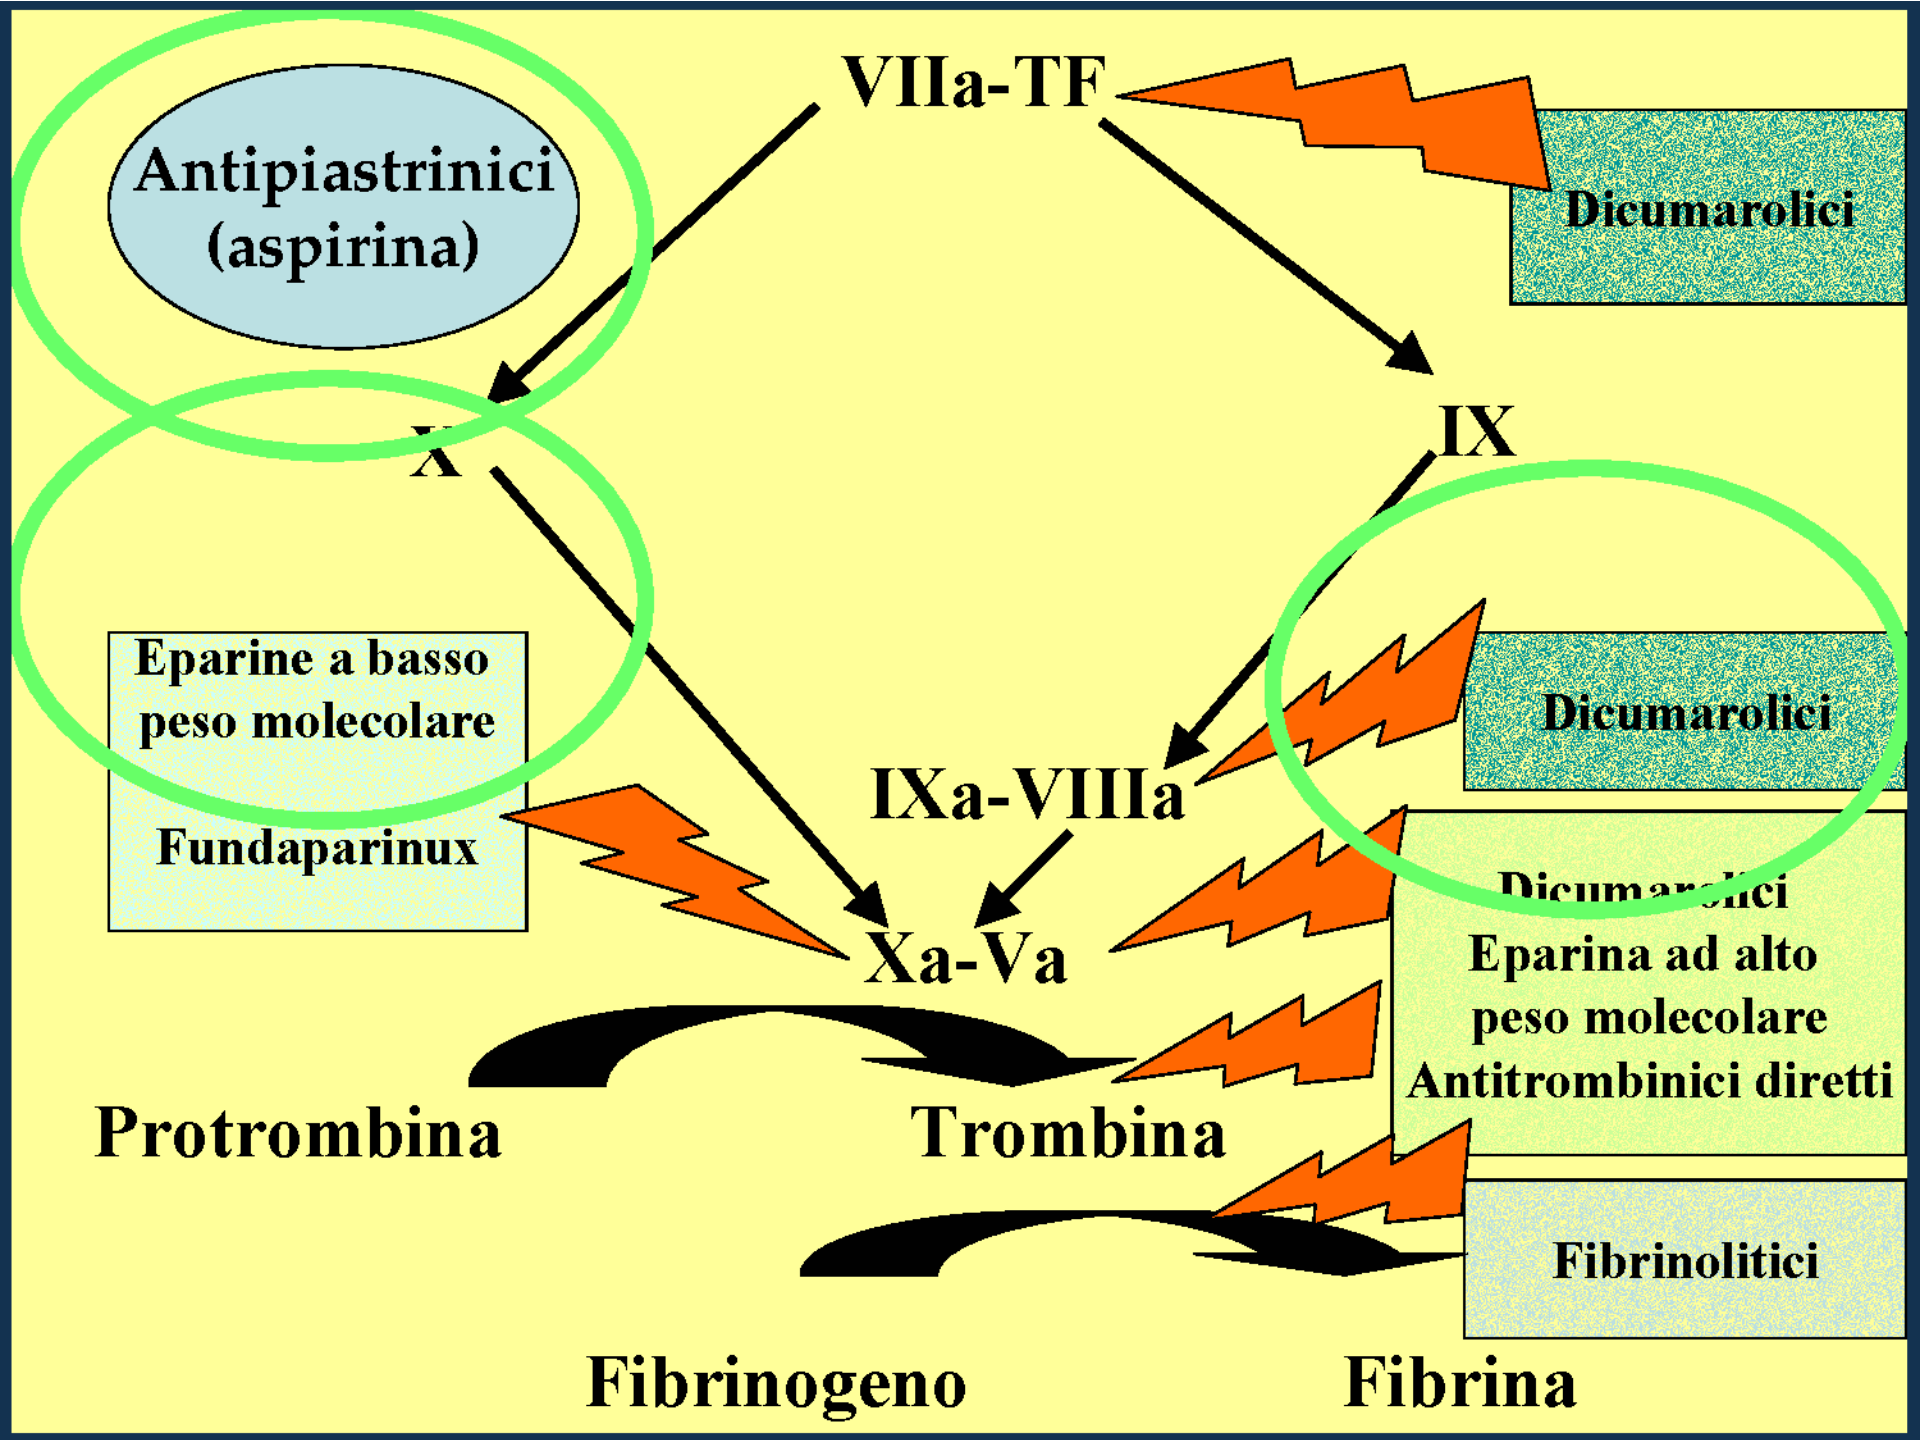 VIIa-TF
Antipiastrinici
(aspirina)
Dicumarolici
X
IX
Eparine a basso
peso molecolare
Fundaparinux
Dicumarolici
IXa-VIIIa
Dicumarolici
Eparina ad alto
peso molecolare
Antitrombinici diretti
Xa-Va
Protrombina
Trombina
Fibrinolitici
Fibrinogeno
Fibrina